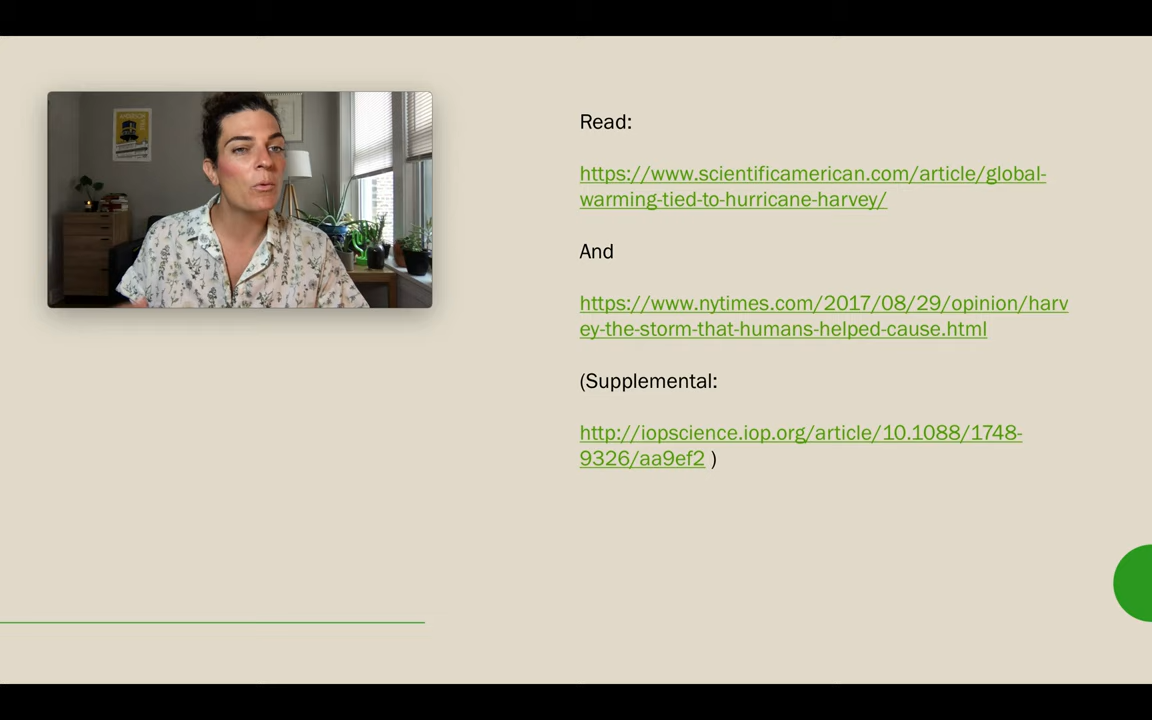 Read:
https://www.scientificamerican.com/article/global-
warming-tied-to-hurricane-harvey/
And
https://www.nytimes.com/2017/08/29/opinion/harv
ey-the-storm-that-humans-helped-cause.html
(Supplemental:
http://iopscience.iop.org/article/10.1088/1748-
9326/aa9ef2 )